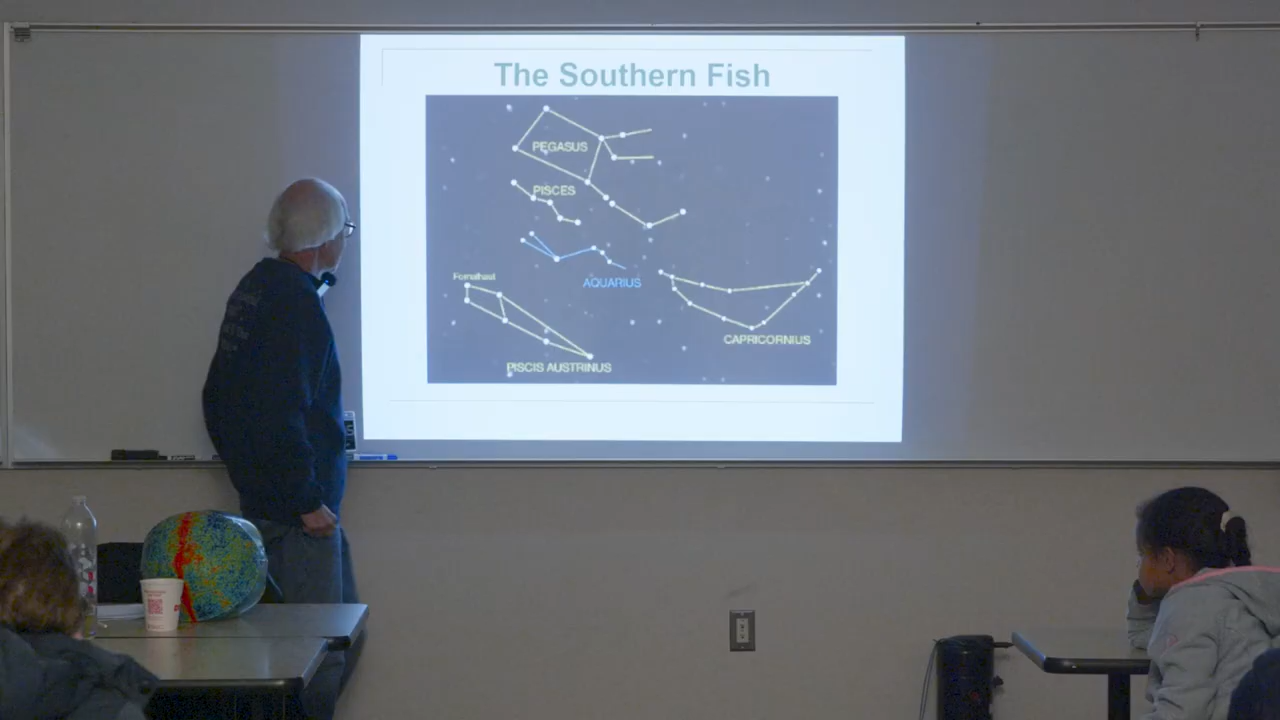 The Southern Fish
PEGASUS
PISCES
AQUARIUS
Fomalhaut
CAPRICORNIUS
PISCIS AUSTRINUS